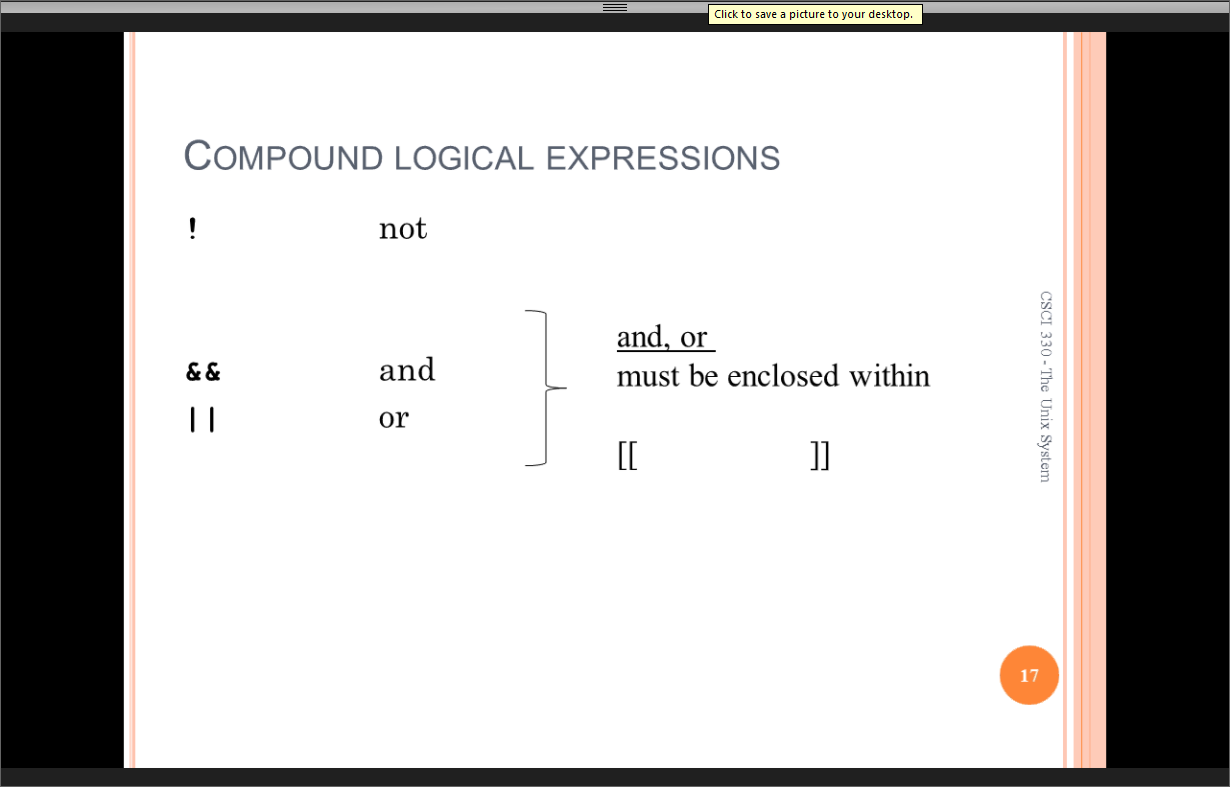 Click to save a picture to your desktop.
COMPOUND LOGICAL EXPRESSIONS
! not
&& and
|| or
and, or
must be enclosed within
[[ ]]
CSCI 330 - The Unix System
17